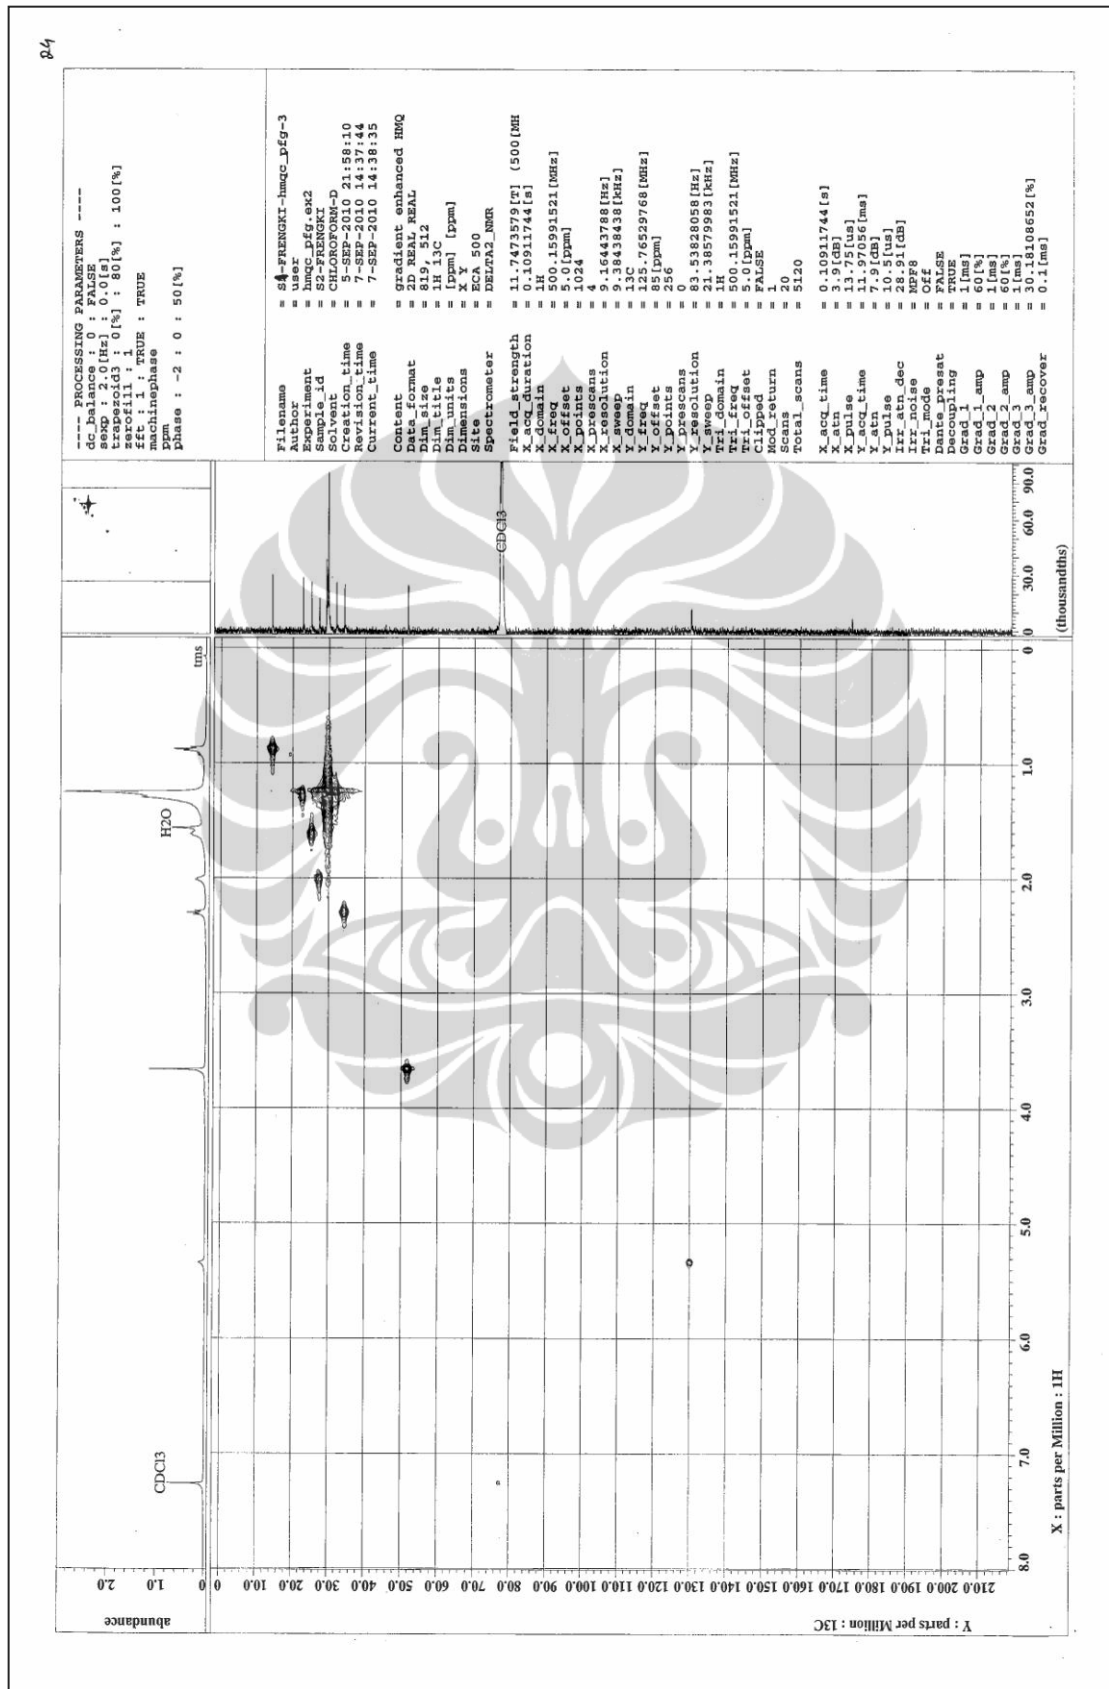 24
---- PROCESSING PARAMETERS ----
dc_balance : 0 : FALSE
sexp : 2.0[Hz] : 0.0[s]
trapezoid3 : 0[%] : 80[%] : 100[%]
zerofill : 1
fft : 1 : TRUE : TRUE
machinephase
ppm
phase : -2 : 0 : 50[%]
Filename = S4-FRENGKI-hmqc_pfg-3
Author = user
Experiment = hmqc_pfg.ex2
Sample_id = S2-FRENGKI
Solvent = CHLOROFORM-D
Creation_time = 5-SEP-2010 21:58:10
Revision_time = 7-SEP-2010 14:37:44
Current_time = 7-SEP-2010 14:38:35
Content = gradient enhanced HMQ
Data_format = 2D REAL REAL
Dim_size = 819, 512
Dim_title = 1H 13C
Dim_units = [ppm] [ppm]
Dimensions = X Y
Site = ECA 500
Spectrometer = DELTA2_NMR
Field_strength = 11.7473579[T] (500[MH
X_acq_duration = 0.10911744[s]
X_domain = 1H
X_freq = 500.15991521[MHz]
X_offset = 5.0[ppm]
X_points = 1024
X_prescans = 4
X_resolution = 9.16443788[Hz]
X_sweep = 9.38438438[kHz]
Y_domain = 13C
Y_freq = 125.76529768[MHz]
Y_offset = 85[ppm]
Y_points = 256
Y_prescans = 0
Y_resolution = 83.53828058[Hz]
Y_sweep = 21.38579983[kHz]
Tri_domain = 1H
Tri_freq = 500.15991521[MHz]
Tri_offset = 5.0[ppm]
Clipped = FALSE
Mod_return = 1
Scans = 20
Total_scans = 5120
X_acq_time = 0.10911744[s]
X_atn = 3.9[dB]
X_pulse = 13.75[us]
Y_acq_time = 11.97056[ms]
Y_atn = 7.9[dB]
Y_pulse = 10.5[us]
Irr_atn_dec = 28.91[dB]
Irr_noise = MPF8
Tri_mode = Off
Dante_presat = FALSE
Decoupling = TRUE
Grad_1 = 1[ms]
Grad_1_amp = 60[%]
Grad_2 = 1[ms]
Grad_2_amp = 60[%]
Grad_3 = 1[ms]
Grad_3_amp = 30.18108652[%]
Grad_recover = 0.1[ms]
abundance
0 1.0 2.0
CDCl3
H2O
tms
CDCl3
0 30.0 60.0 90.0
(thousandths)
Y : parts per Million : 13C
0 10.0 20.0 30.0 40.0 50.0 60.0 70.0 80.0 90.0 100.0 110.0 120.0 130.0 140.0 150.0 160.0 170.0 180.0 190.0 200.0 210.0
8.0 7.0 6.0 5.0 4.0 3.0 2.0 1.0 0
X : parts per Million : 1H